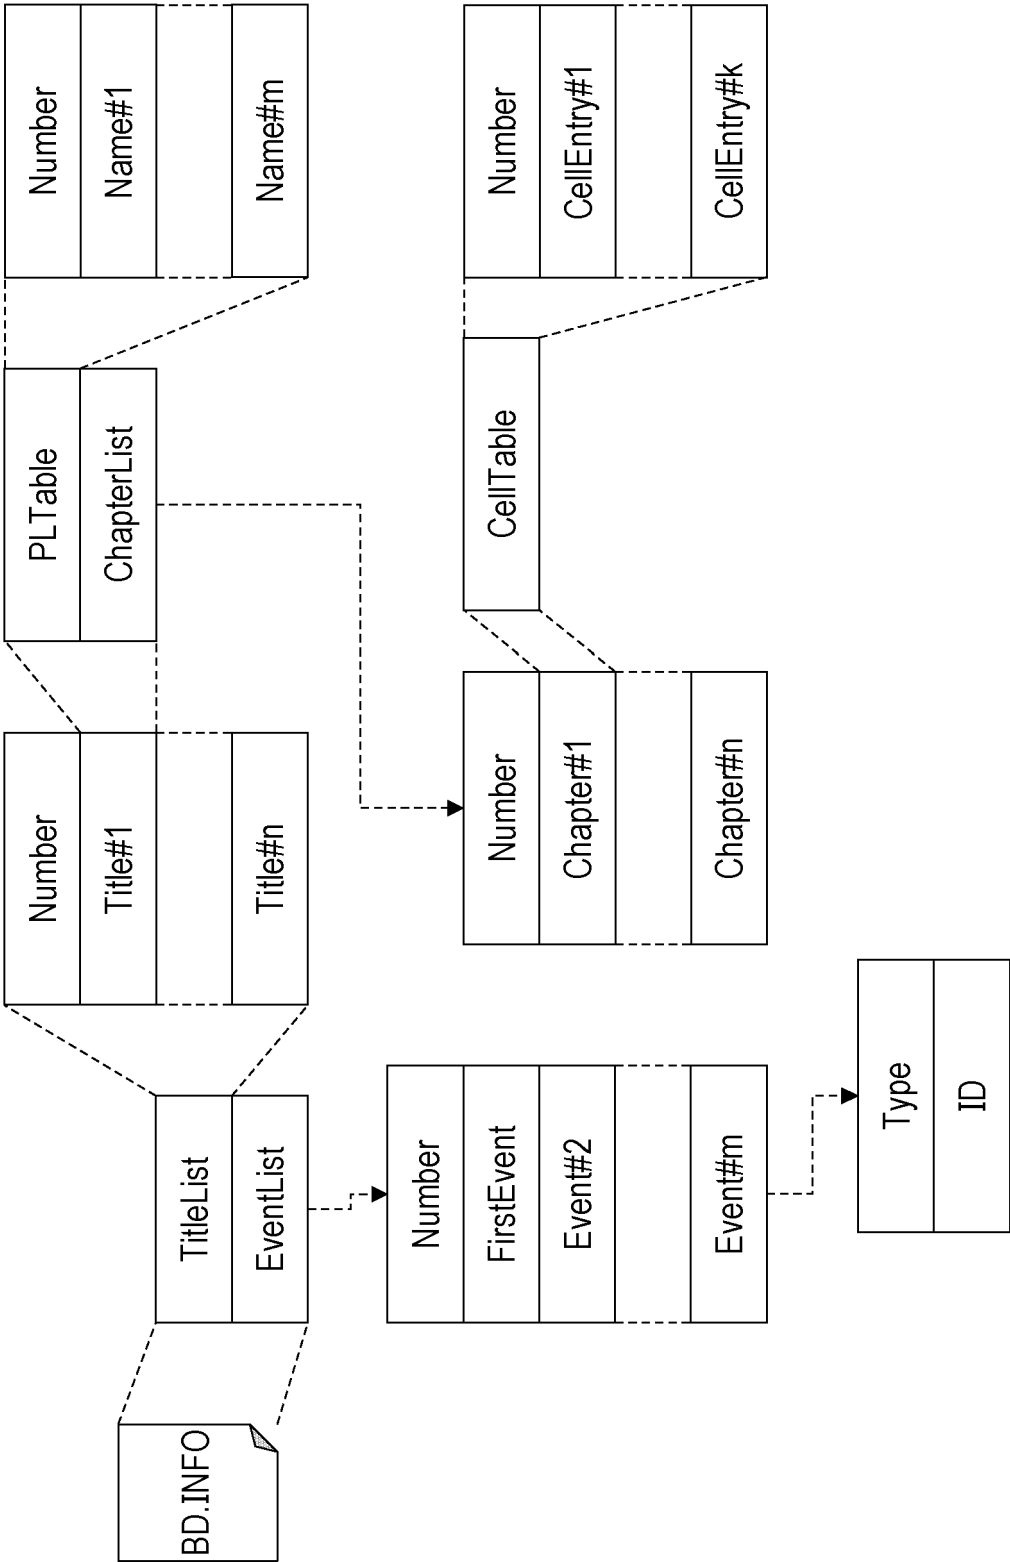 BD.INFO
TitleList
EventList
Number
Title#1
Title#n
PLTable
ChapterList
Number
Name#1
Name#m
Number
FirstEvent
Event#2
Event#m
Type
ID
Number
Chapter#1
Chapter#n
CellTable
Number
CellEntry#1
CellEntry#k